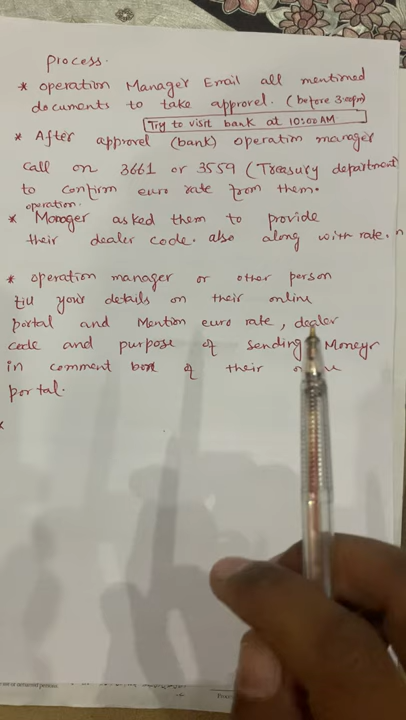 process.
* operation Manager Email all mentioned
documents to take approvel. (before 3:00pm)
Try to visit bank at 10:00AM
* After approvel (bank) operation manager
call on 3661 or 3559 (Treasury department)
to confirm euro rate from them.
operation.
* Manager asked them to provide
their dealer code. also along with rate.
* operation manager or other person
fill your details on their online
portal and Mention euro rate, dealer
code and purpose of sending Moneyr
in comment box of their
portal.